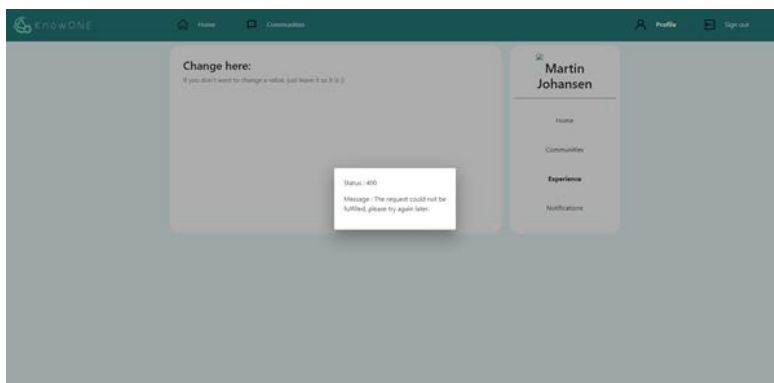 KnowONE
Home
Communities
Profile
Sign out
Change here:
If you don't want to change a value, just leave it as it is :)
Martin
Johansen
Home
Communities
Experience
Notifications
Status : 400
Message : The request could not be
fulfilled, please try again later.